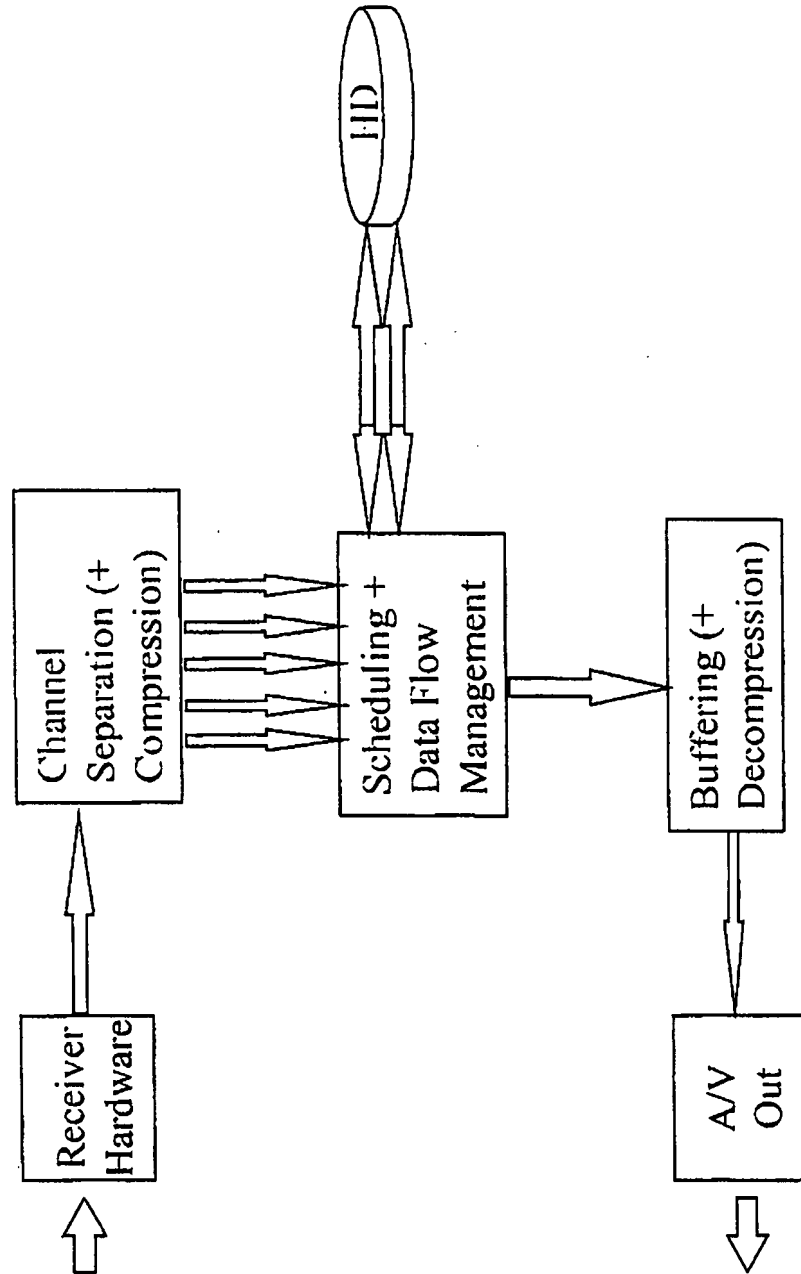 Receiver
Hardware
Channel
Separation (+
Compression)
Scheduling +
Data Flow
Management
HD
Buffering (+
Decompression)
A/V
Out